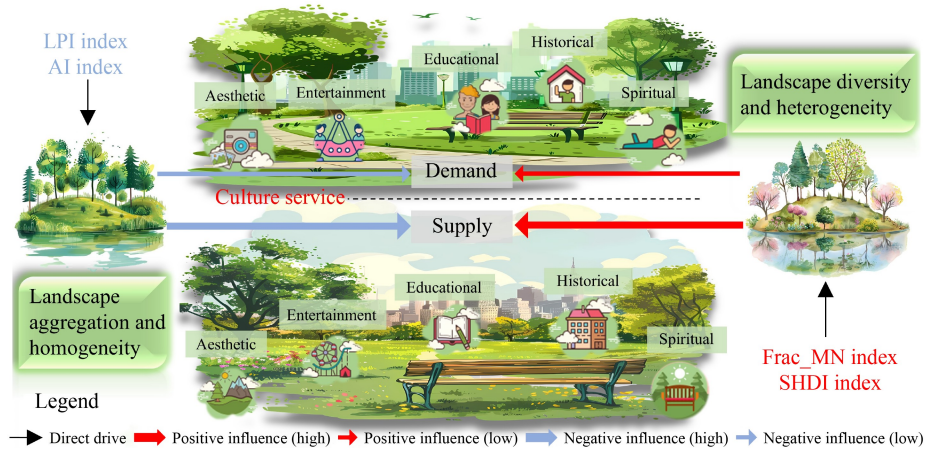 LPI index
AI index
Aesthetic
Entertainment
Educational
Historical
Spiritual
Landscape diversity
and heterogeneity
Demand
Culture service
Supply
Landscape
aggregation and
homogeneity
Aesthetic
Entertainment
Educational
Historical
Spiritual
Frac_MN index
SHDI index
Legend
Direct drive
Positive influence (high)
Positive influence (low)
Negative influence (high)
Negative influence (low)